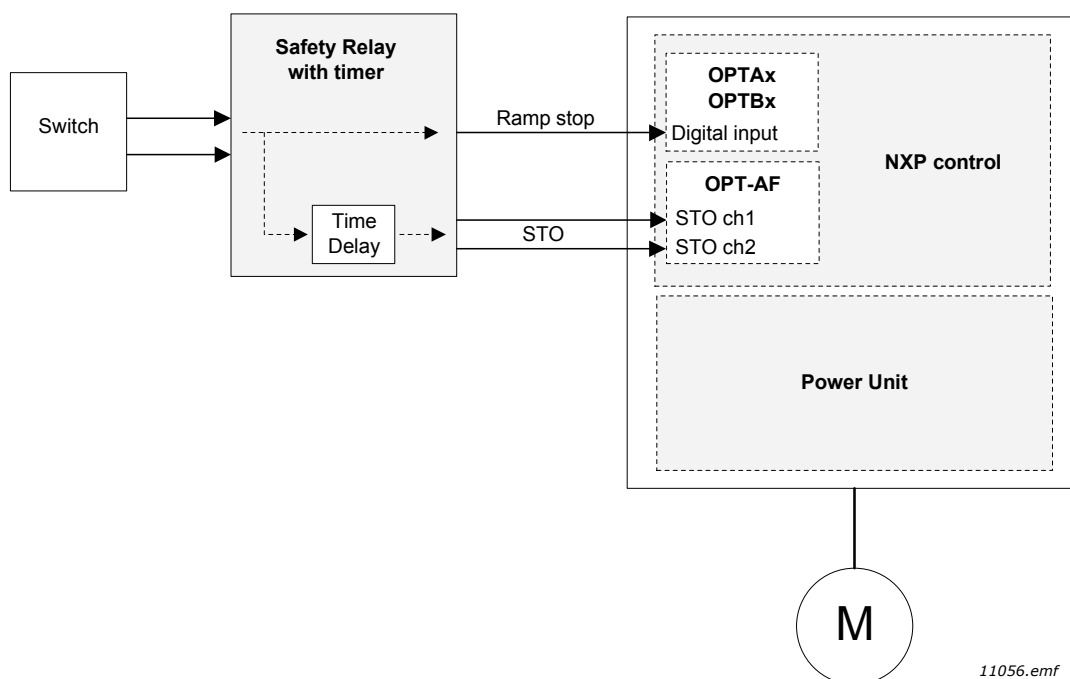 Switch
Safety Relay
with timer
Time
Delay
Ramp stop
STO
OPTAx
OPTBx
Digital input
OPT-AF
STO ch1
STO ch2
NXP control
Power Unit
M
11056.emf